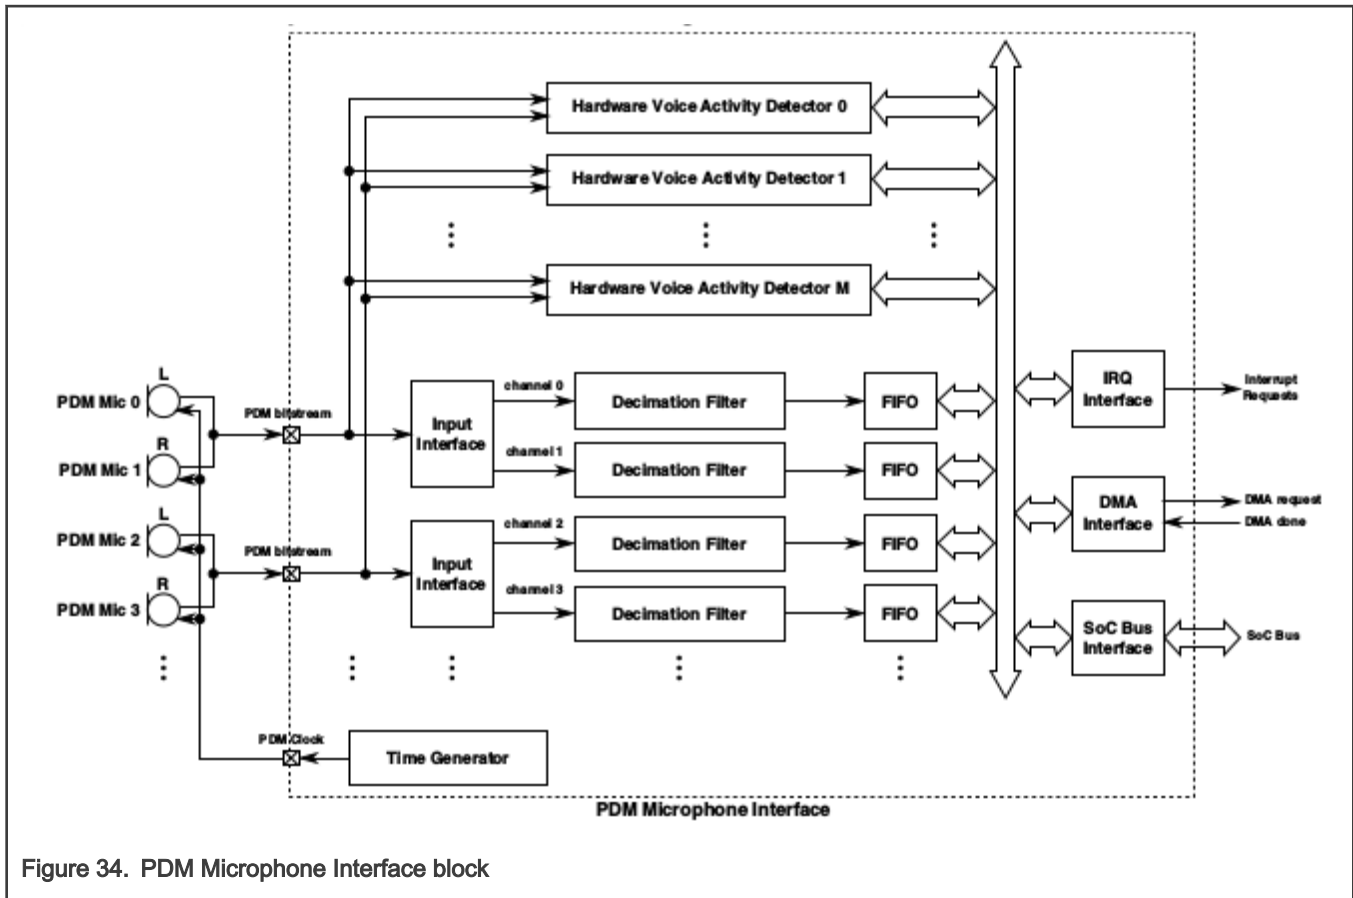 Hardware Voice Activity Detector 0
Hardware Voice Activity Detector 1
Hardware Voice Activity Detector M
L
PDM Mic 0
R
PDM Mic 1
L
PDM Mic 2
R
PDM Mic 3
PDM bitstream
PDM bitstream
Input
Interface
channel 0
Decimation Filter
FIFO
channel 1
Decimation Filter
FIFO
Input
Interface
channel 2
Decimation Filter
FIFO
channel 3
Decimation Filter
FIFO
IRQ
Interface
Interrupt
Requests
DMA
Interface
DMA request
DMA done
SoC Bus
Interface
SoC Bus
PDM Clock
Time Generator
PDM Microphone Interface
Figure 34. PDM Microphone Interface block